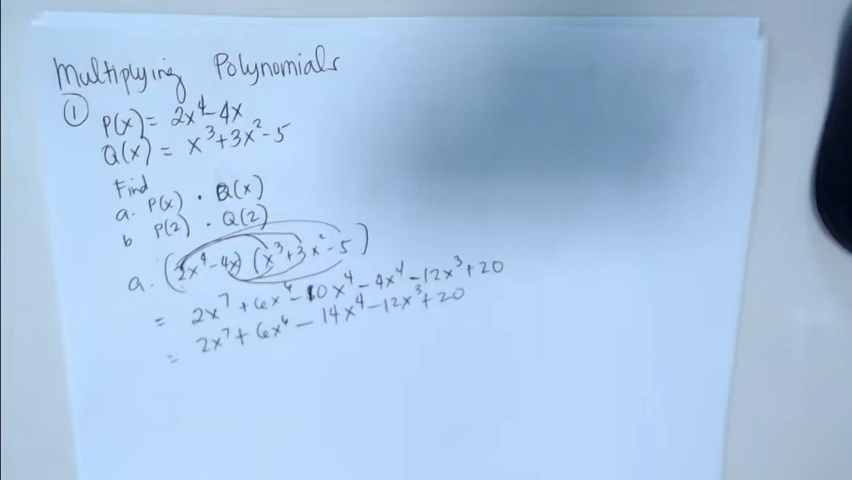 Multiplying Polynomials
① P(x) = 2x⁴ - 4x
Q(x) = x³ + 3x² - 5
Find
a. P(x) · Q(x)
b P(2) · Q(2)
a. (2x⁴ - 4x) (x³ + 3x² - 5)
= 2x⁷ + 6x⁶ - 10x⁴ - 4x⁴ - 12x³ + 20
= 2x⁷ + 6x⁶ - 14x⁴ - 12x³ + 20